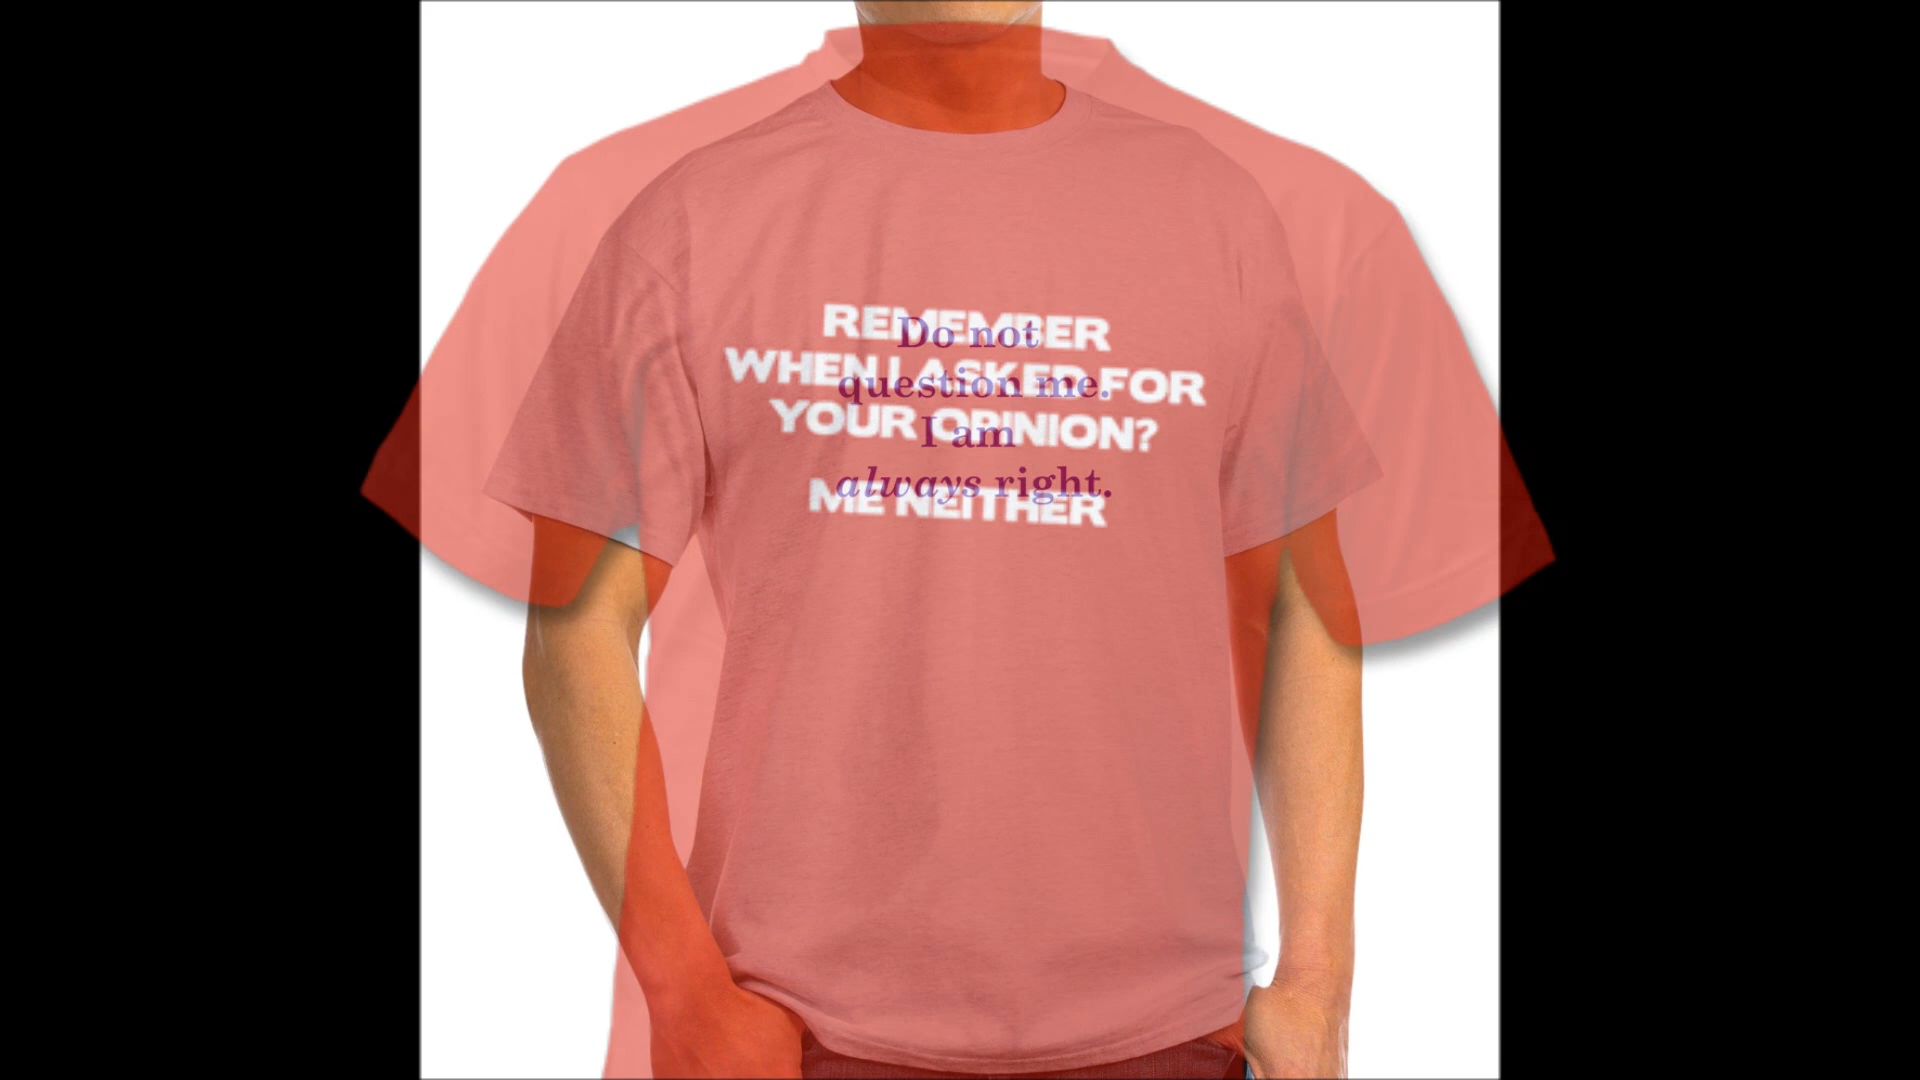 REMEMBER
WHEN I ASKED FOR
YOUR OPINION?
ME NEITHER
Do not
question me.
I am
always right.